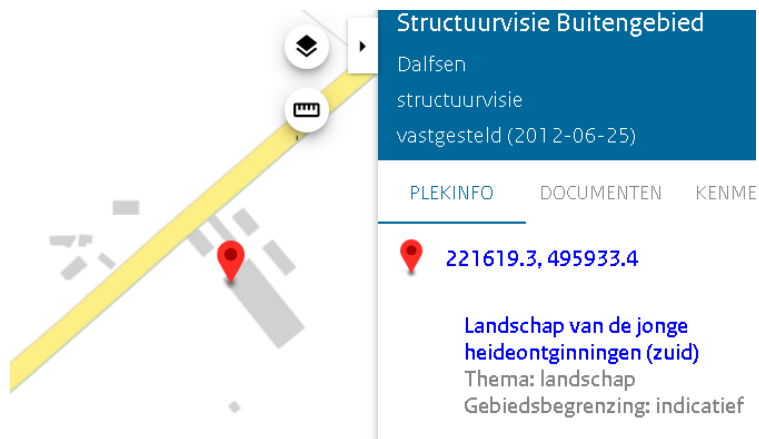 Structuurvisie Buitengebied
Dalfsen
structuurvisie
vastgesteld (2012-06-25)
PLEKINFO DOCUMENTEN KENME
221619.3, 495933.4
Landschap van de jonge
heideontginningen (zuid)
Thema: landschap
Gebiedsbegrenzing: indicatief